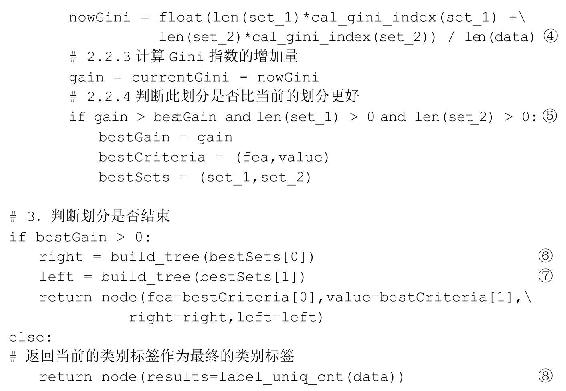 nowGini = float(len(set_1)*cal_gini_index(set_1) +\
len(set_2)*cal_gini_index(set_2)) / len(data) ④
# 2.2.3 计算 Gini 指数的增加量
gain = currentGini - nowGini
# 2.2.4 判断此划分是否比当前的划分更好
if gain > bestGain and len(set_1) > 0 and len(set_2) > 0: ⑤
bestGain = gain
bestCriteria = (fea,value)
bestSets = (set_1,set_2)
# 3. 判断划分是否结束
if bestGain > 0:
right = build_tree(bestSets[0]) ⑥
left = build_tree(bestSets[1]) ⑦
return node(fea=bestCriteria[0],value=bestCriteria[1],\
right=right,left=left)
else:
# 返回当前的类别标签作为最终的类别标签
return node(results=label_uniq_cnt(data)) ⑧